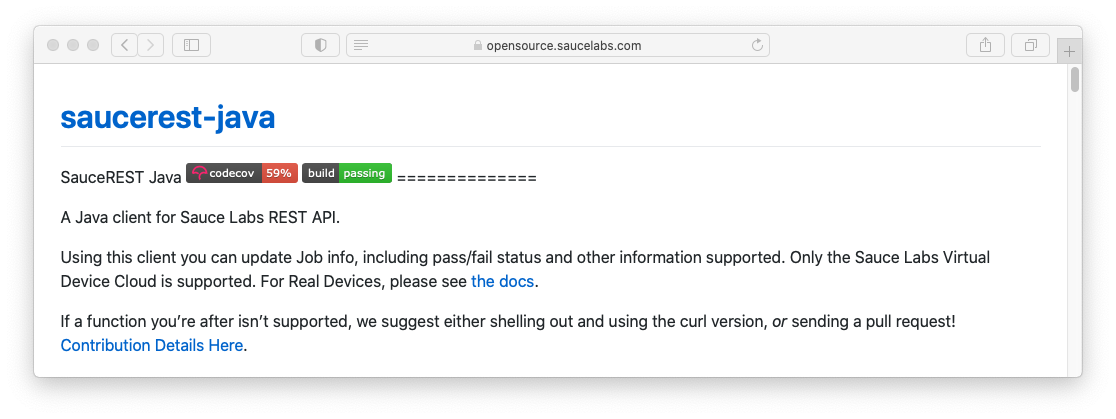 opensource.saucelabs.com
saucerest-java
SauceREST Java codecov 59% build passing ==============
A Java client for Sauce Labs REST API.
Using this client you can update Job info, including pass/fail status and other information supported. Only the Sauce Labs Virtual
Device Cloud is supported. For Real Devices, please see the docs.
If a function you’re after isn’t supported, we suggest either shelling out and using the curl version, or sending a pull request!
Contribution Details Here.